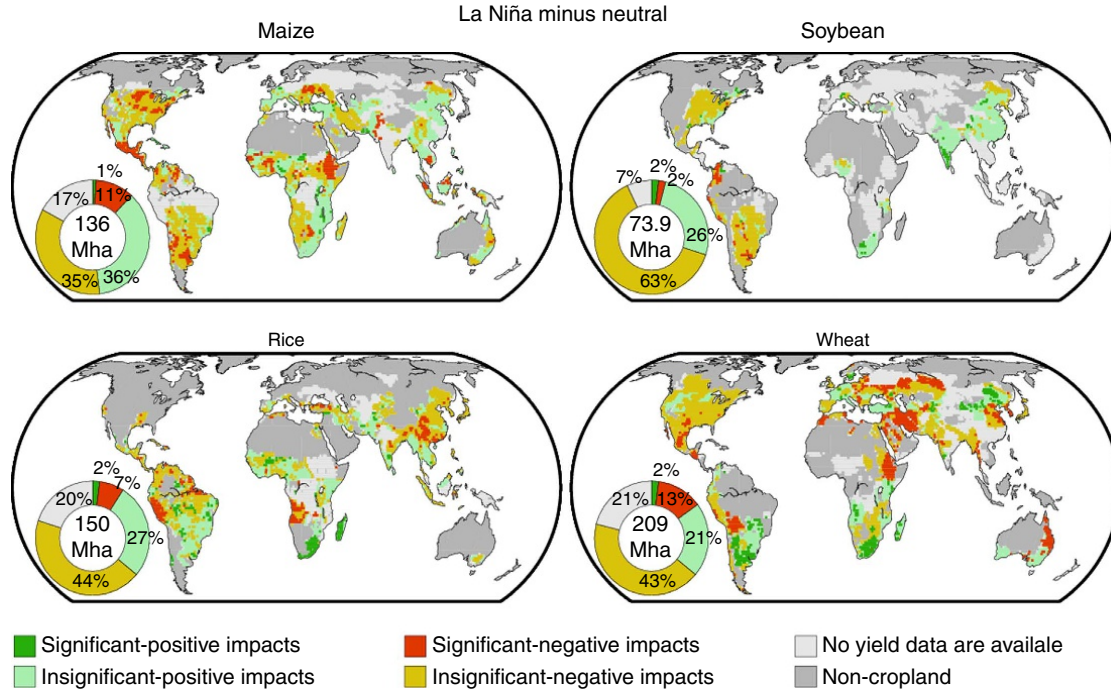 La Niña minus neutral
Maize
Soybean
1%
11%
17%
136
Mha
35%
36%
2%
2%
7%
73.9
Mha
26%
63%
Rice
Wheat
2%
7%
20%
150
Mha
27%
44%
2%
13%
21%
209
Mha
21%
43%
Significant-positive impacts
Significant-negative impacts
No yield data are availale
Insignificant-positive impacts
Insignificant-negative impacts
Non-cropland